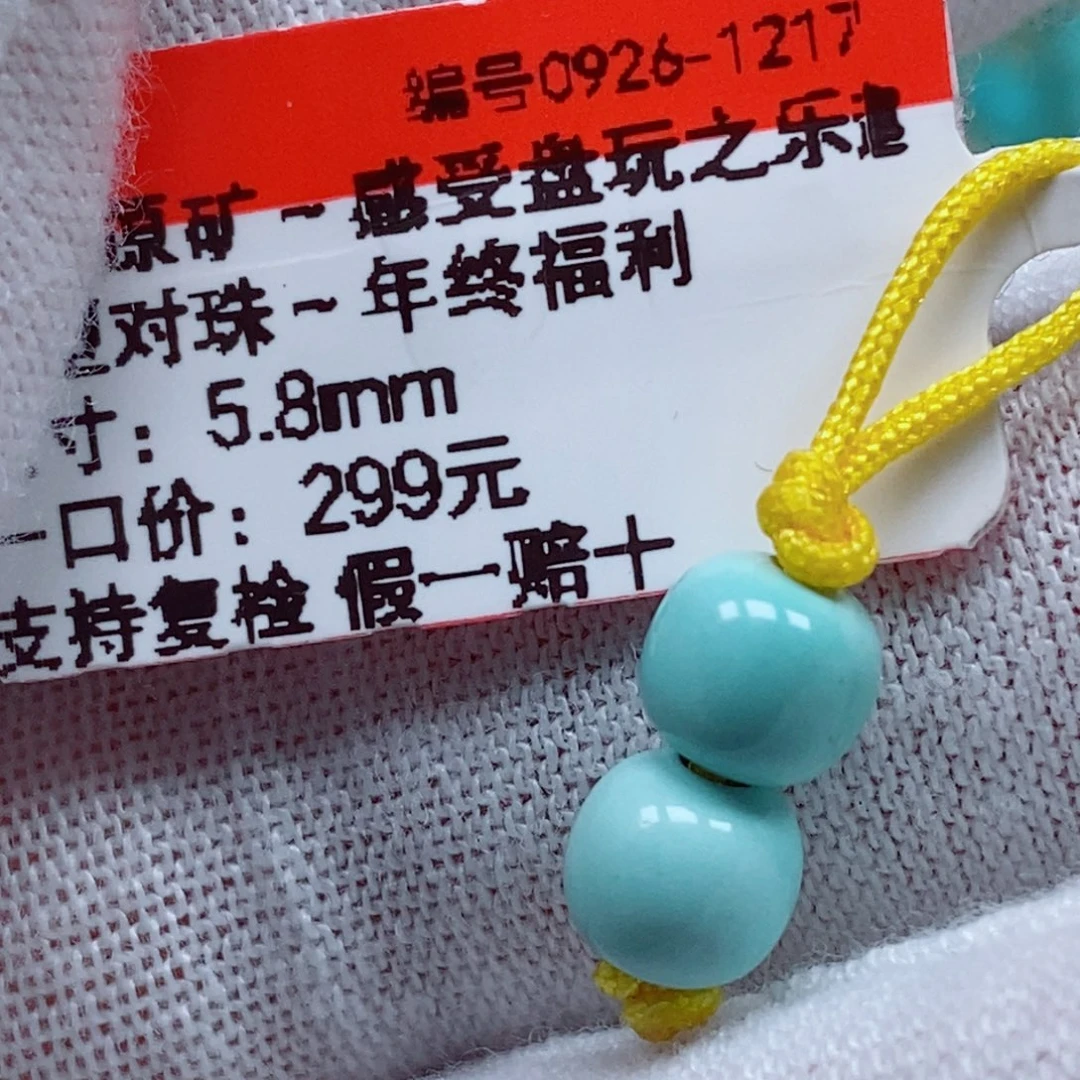 编号0926-1217
原矿~感受盘玩之乐趣
对珠~年终福利
寸：5.8mm
一口价：299元
支持复检 假一赔十